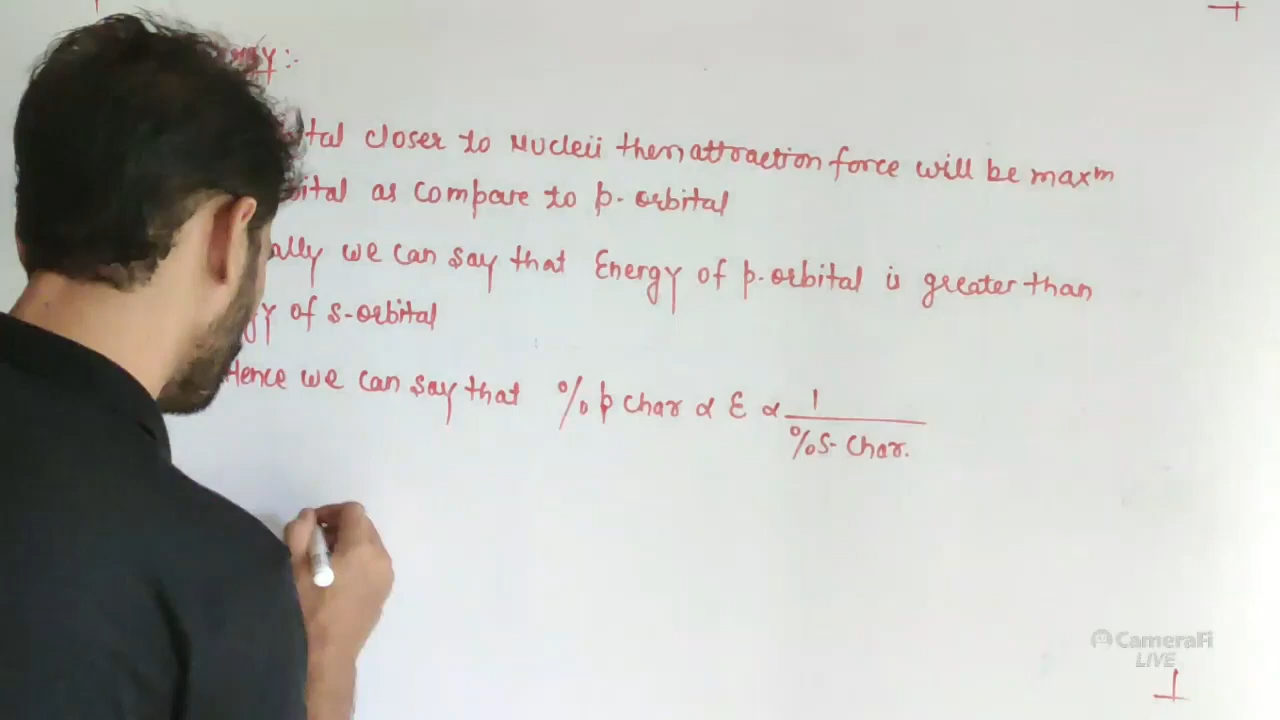 closer to Nucleii then attraction force will be maxm
as compare to p-orbital
we can say that Energy of p-orbital is greater than
of s-orbital
Hence we can say that % p char ∝ E ∝ 1
%s-char.
CameraFi
LIVE